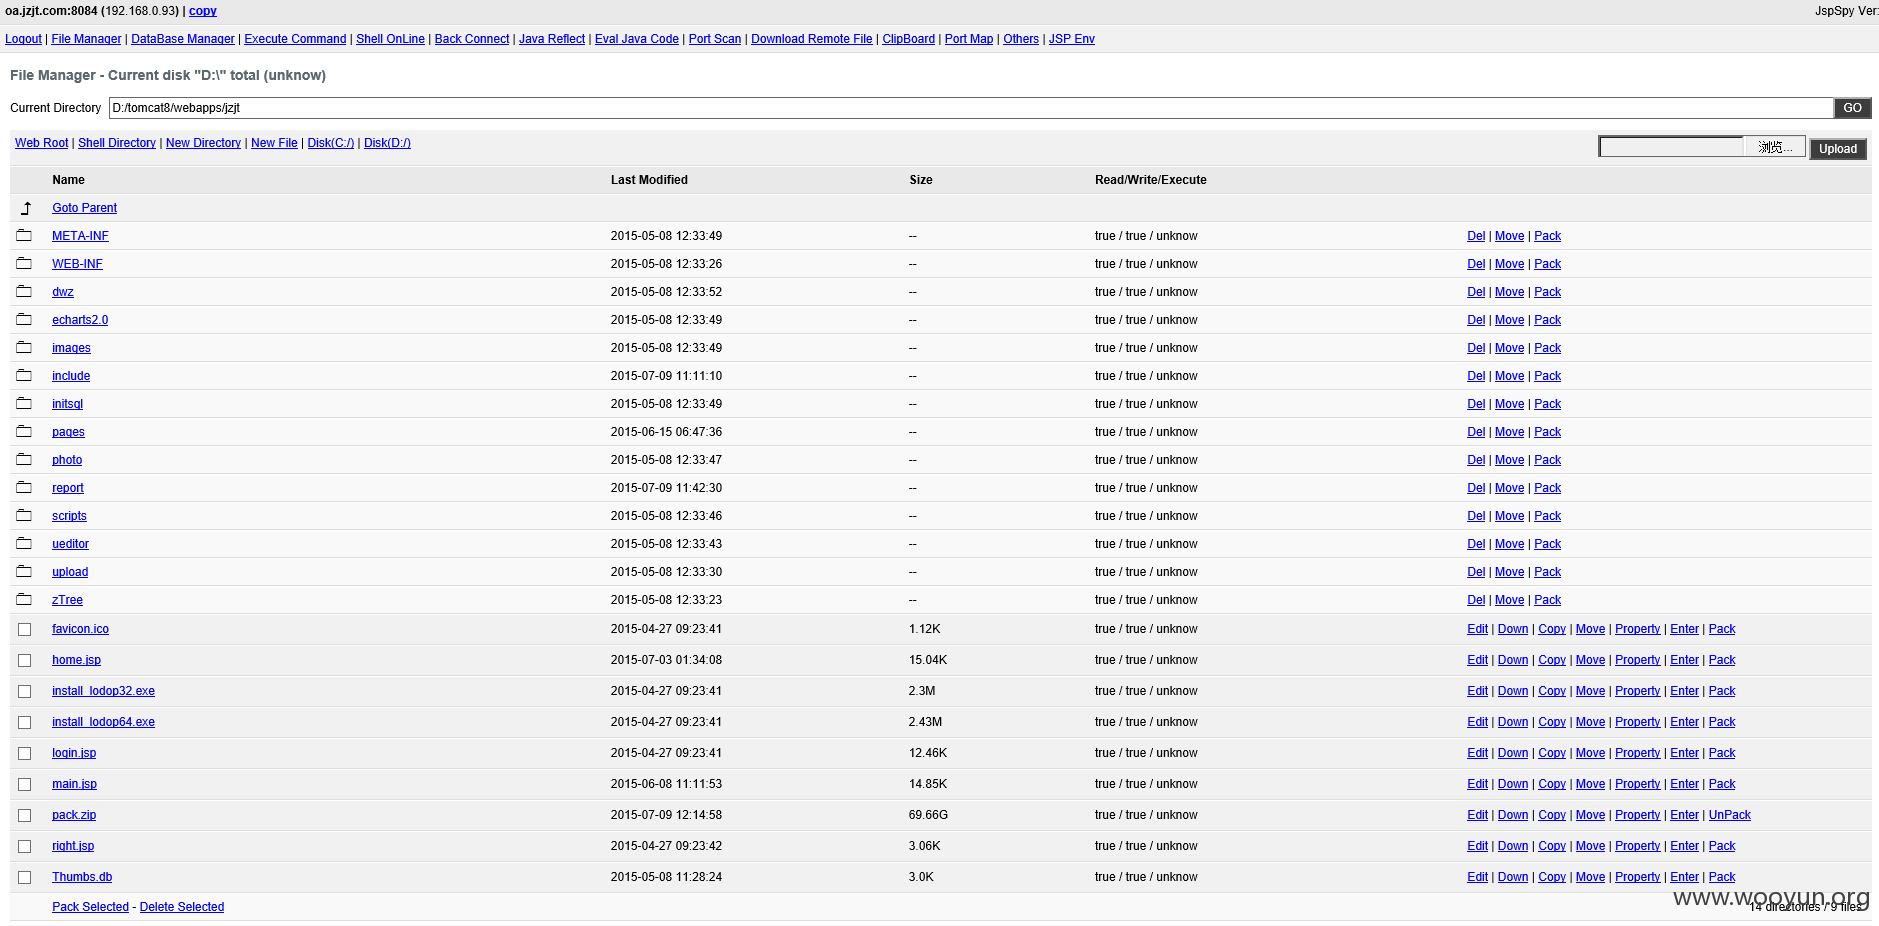 oa.jzjt.com:8084 (192.168.0.93) | copy
JspSpy Ver:
Logout | File Manager | DataBase Manager | Execute Command | Shell OnLine | Back Connect | Java Reflect | Eval Java Code | Port Scan | Download Remote File | ClipBoard | Port Map | Others | JSP Env
File Manager - Current disk "D:\" total (unknow)
Current Directory D:/tomcat8/webapps/jzjt GO
Web Root | Shell Directory | New Directory | New File | Disk(C:/) | Disk(D:/) 浏览... Upload
Name Last Modified Size Read/Write/Execute
Goto Parent
META-INF 2015-05-08 12:33:49 -- true / true / unknow Del | Move | Pack
WEB-INF 2015-05-08 12:33:26 -- true / true / unknow Del | Move | Pack
dwz 2015-05-08 12:33:52 -- true / true / unknow Del | Move | Pack
echarts2.0 2015-05-08 12:33:49 -- true / true / unknow Del | Move | Pack
images 2015-05-08 12:33:49 -- true / true / unknow Del | Move | Pack
include 2015-07-09 11:11:10 -- true / true / unknow Del | Move | Pack
initsql 2015-05-08 12:33:49 -- true / true / unknow Del | Move | Pack
pages 2015-06-15 06:47:36 -- true / true / unknow Del | Move | Pack
photo 2015-05-08 12:33:47 -- true / true / unknow Del | Move | Pack
report 2015-07-09 11:42:30 -- true / true / unknow Del | Move | Pack
scripts 2015-05-08 12:33:46 -- true / true / unknow Del | Move | Pack
ueditor 2015-05-08 12:33:43 -- true / true / unknow Del | Move | Pack
upload 2015-05-08 12:33:30 -- true / true / unknow Del | Move | Pack
zTree 2015-05-08 12:33:23 -- true / true / unknow Del | Move | Pack
favicon.ico 2015-04-27 09:23:41 1.12K true / true / unknow Edit | Down | Copy | Move | Property | Enter | Pack
home.jsp 2015-07-03 01:34:08 15.04K true / true / unknow Edit | Down | Copy | Move | Property | Enter | Pack
install_lodop32.exe 2015-04-27 09:23:41 2.3M true / true / unknow Edit | Down | Copy | Move | Property | Enter | Pack
install_lodop64.exe 2015-04-27 09:23:41 2.43M true / true / unknow Edit | Down | Copy | Move | Property | Enter | Pack
login.jsp 2015-04-27 09:23:41 12.46K true / true / unknow Edit | Down | Copy | Move | Property | Enter | Pack
main.jsp 2015-06-08 11:11:53 14.85K true / true / unknow Edit | Down | Copy | Move | Property | Enter | Pack
pack.zip 2015-07-09 12:14:58 69.66G true / true / unknow Edit | Down | Copy | Move | Property | Enter | UnPack
right.jsp 2015-04-27 09:23:42 3.06K true / true / unknow Edit | Down | Copy | Move | Property | Enter | Pack
Thumbs.db 2015-05-08 11:28:24 3.0K true / true / unknow Edit | Down | Copy | Move | Property | Enter | Pack
Pack Selected - Delete Selected 14 directories / 9 files
www.wooyun.org